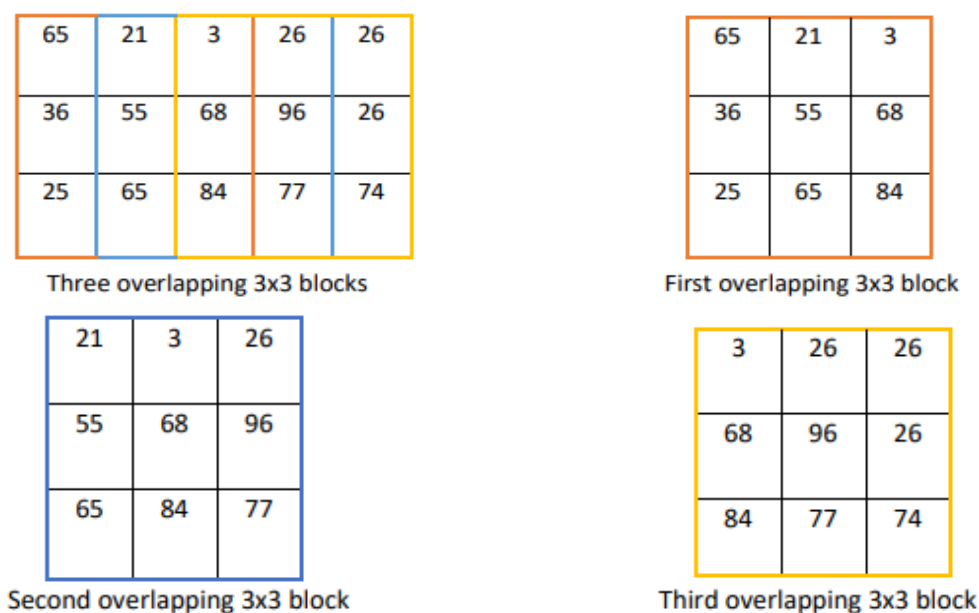 65 21 3 26 26
36 55 68 96 26
25 65 84 77 74
Three overlapping 3x3 blocks
65 21 3
36 55 68
25 65 84
First overlapping 3x3 block
21 3 26
55 68 96
65 84 77
Second overlapping 3x3 block
3 26 26
68 96 26
84 77 74
Third overlapping 3x3 block